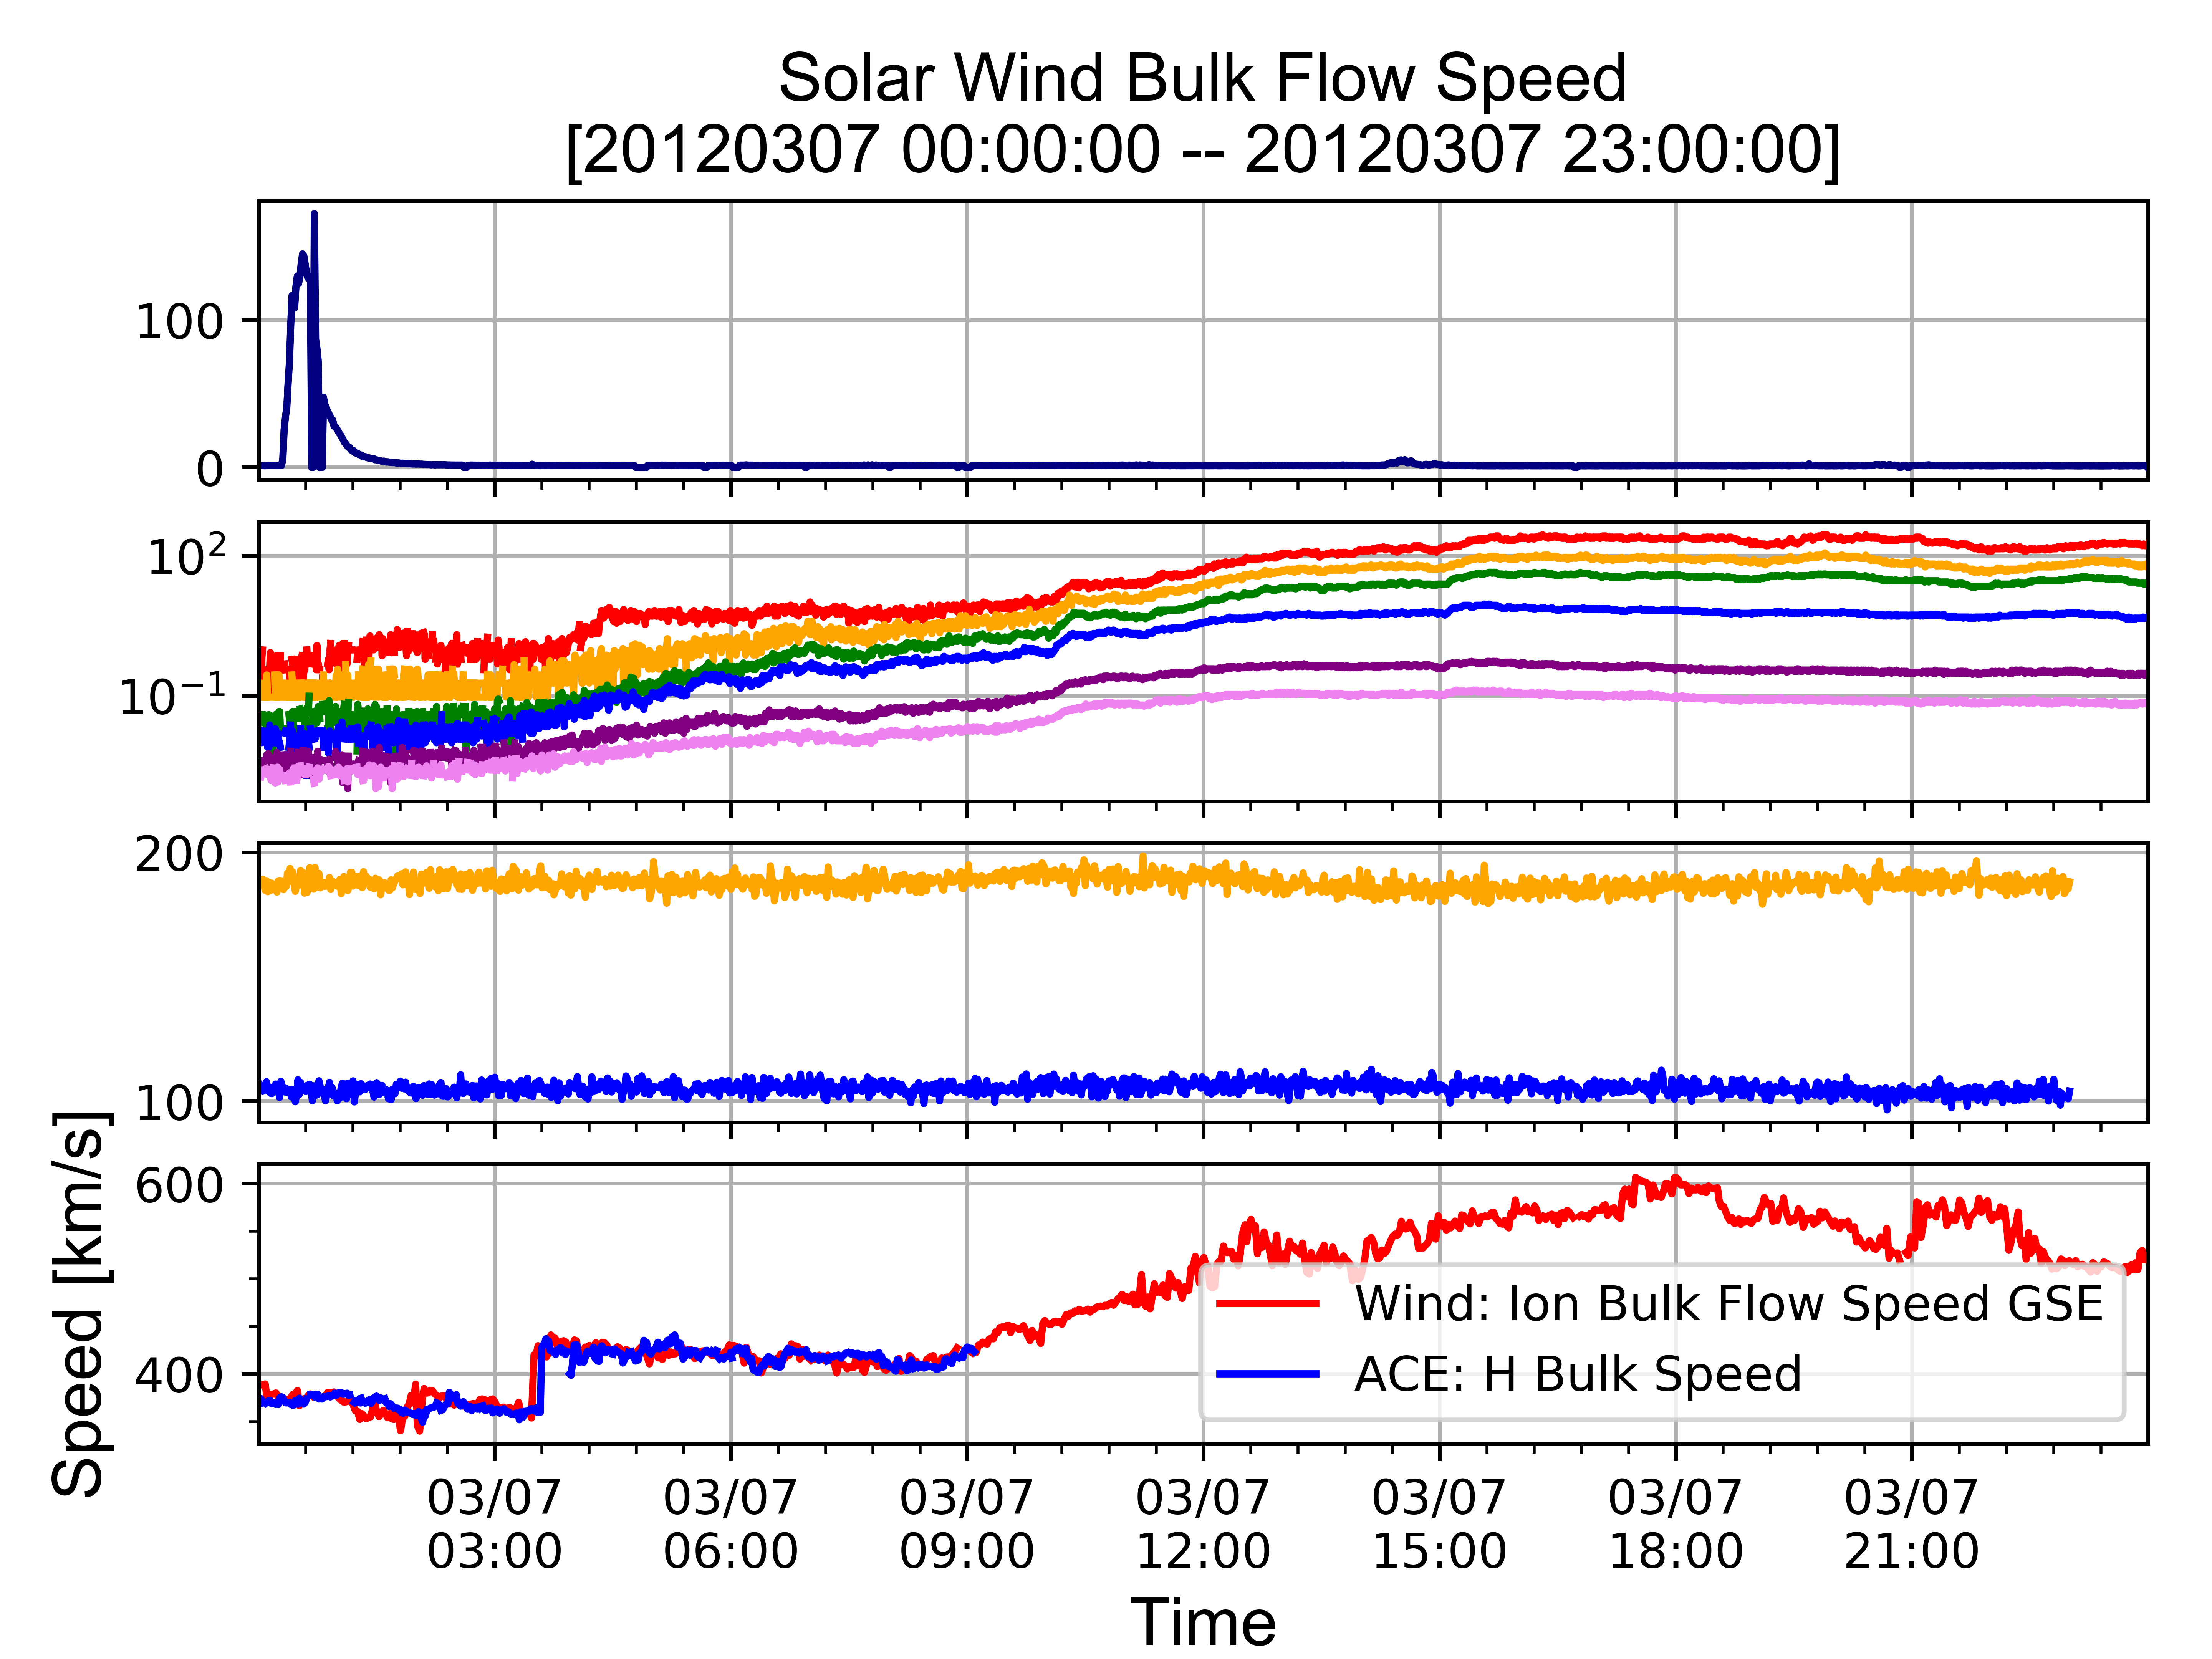 Solar Wind Bulk Flow Speed
[20120307 00:00:00 -- 20120307 23:00:00]
100
0
10²
10⁻¹
200
100
600
400
Speed [km/s]
Wind: Ion Bulk Flow Speed GSE
ACE: H Bulk Speed
03/07 03/07 03/07 03/07 03/07 03/07 03/07
03:00 06:00 09:00 12:00 15:00 18:00 21:00
Time